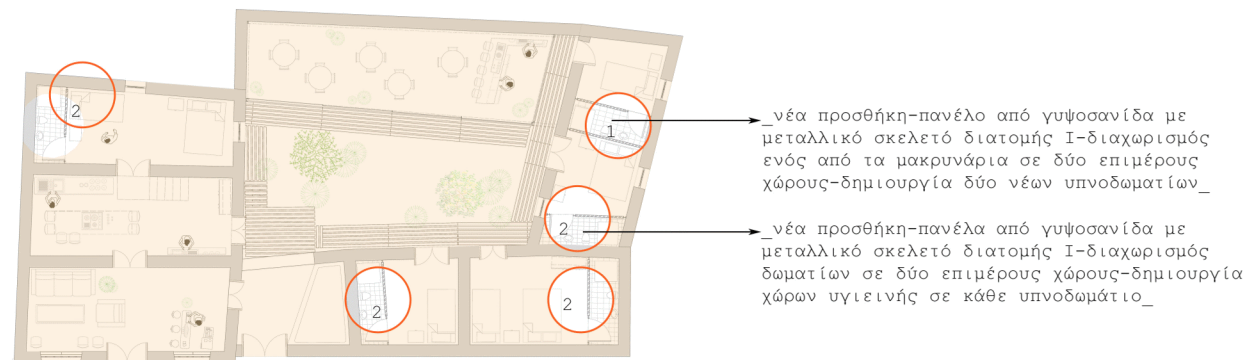 2
1
_νέα προσθήκη-πανέλο από γυψοσανίδα με
μεταλλικό σκελετό διατομής Ι-διαχωρισμός
ενός από τα μακρυνάρια σε δύο επιμέρους
χώρους-δημιουργία δύο νέων υπνοδωματίων_
2
_νέα προσθήκη-πανέλα από γυψοσανίδα με
μεταλλικό σκελετό διατομής Ι-διαχωρισμός
δωματίων σε δύο επιμέρους χώρους-δημιουργία
χώρων υγιεινής σε κάθε υπνοδωμάτιο_
2
2